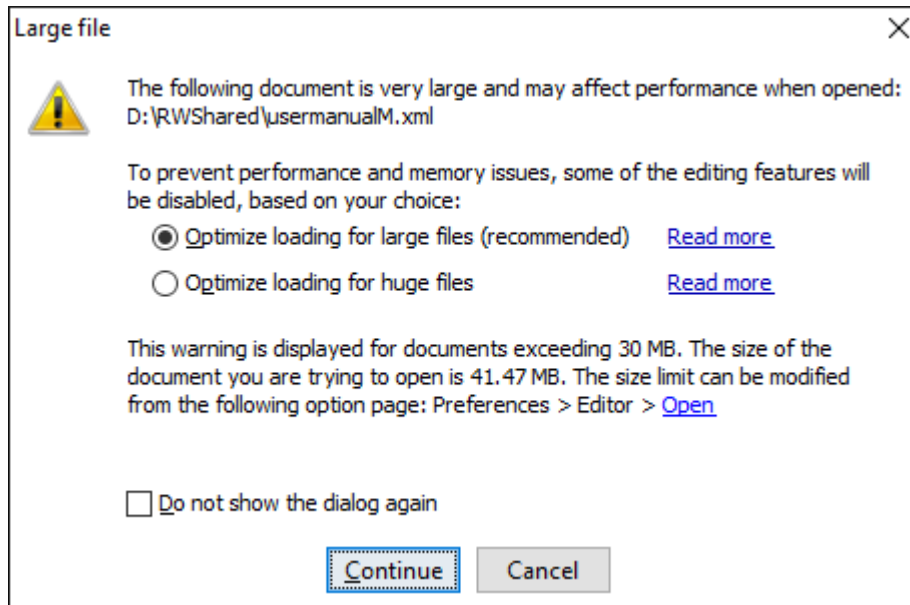 Large file
The following document is very large and may affect performance when opened:
D:\RWShared\usermanualM.xml
To prevent performance and memory issues, some of the editing features will
be disabled, based on your choice:
Optimize loading for large files (recommended) Read more
Optimize loading for huge files Read more
This warning is displayed for documents exceeding 30 MB. The size of the
document you are trying to open is 41.47 MB. The size limit can be modified
from the following option page: Preferences > Editor > Open
Do not show the dialog again
Continue Cancel